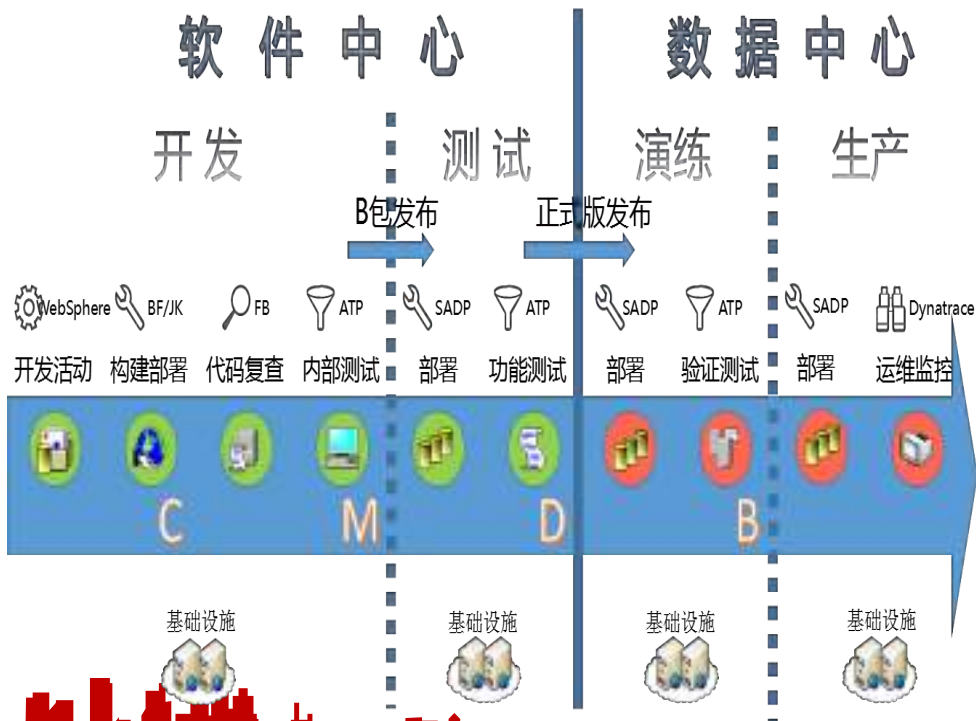 软件中心
数据中心
开发
测试
演练
生产
B包发布
正式版发布
WebSphere
BF/JK
FB
ATP
SADP
ATP
SADP
ATP
SADP
Dynatrace
开发活动
构建部署
代码复查
内部测试
部署
功能测试
部署
验证测试
部署
运维监控
C
M
D
B
基础设施
基础设施
基础设施
基础设施